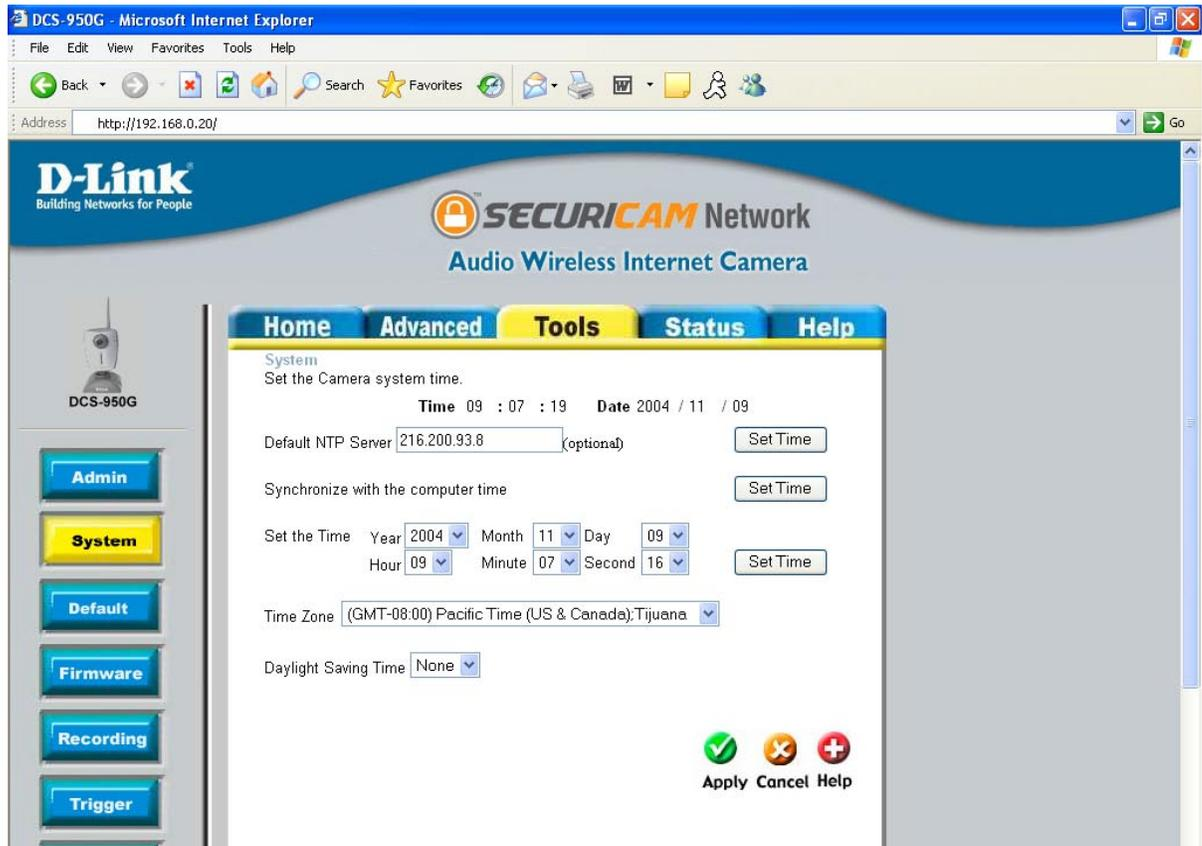 DCS-950G - Microsoft Internet Explorer
File Edit View Favorites Tools Help
Back Search Favorites
Address http://192.168.0.20/ Go
D-Link
Building Networks for People
SECURICAM Network
Audio Wireless Internet Camera
DCS-950G
Home Advanced Tools Status Help
System
Set the Camera system time.
Time 09 : 07 : 19 Date 2004 / 11 / 09
Default NTP Server 216.200.93.8 (optional) Set Time
Synchronize with the computer time Set Time
Set the Time Year 2004 Month 11 Day 09
Hour 09 Minute 07 Second 16 Set Time
Time Zone (GMT-08:00) Pacific Time (US & Canada);Tijuana
Daylight Saving Time None
Apply Cancel Help
Admin
System
Default
Firmware
Recording
Trigger